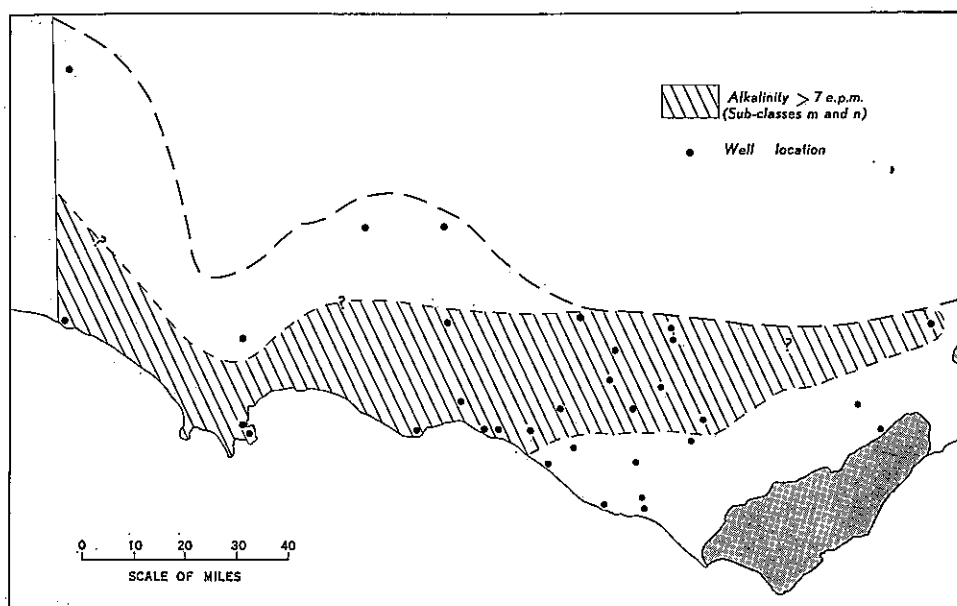 Alkalinity > 7 e.p.m.
(Sub-classes m and n)
Well location
?
?
?
0 10 20 30 40
SCALE OF MILES